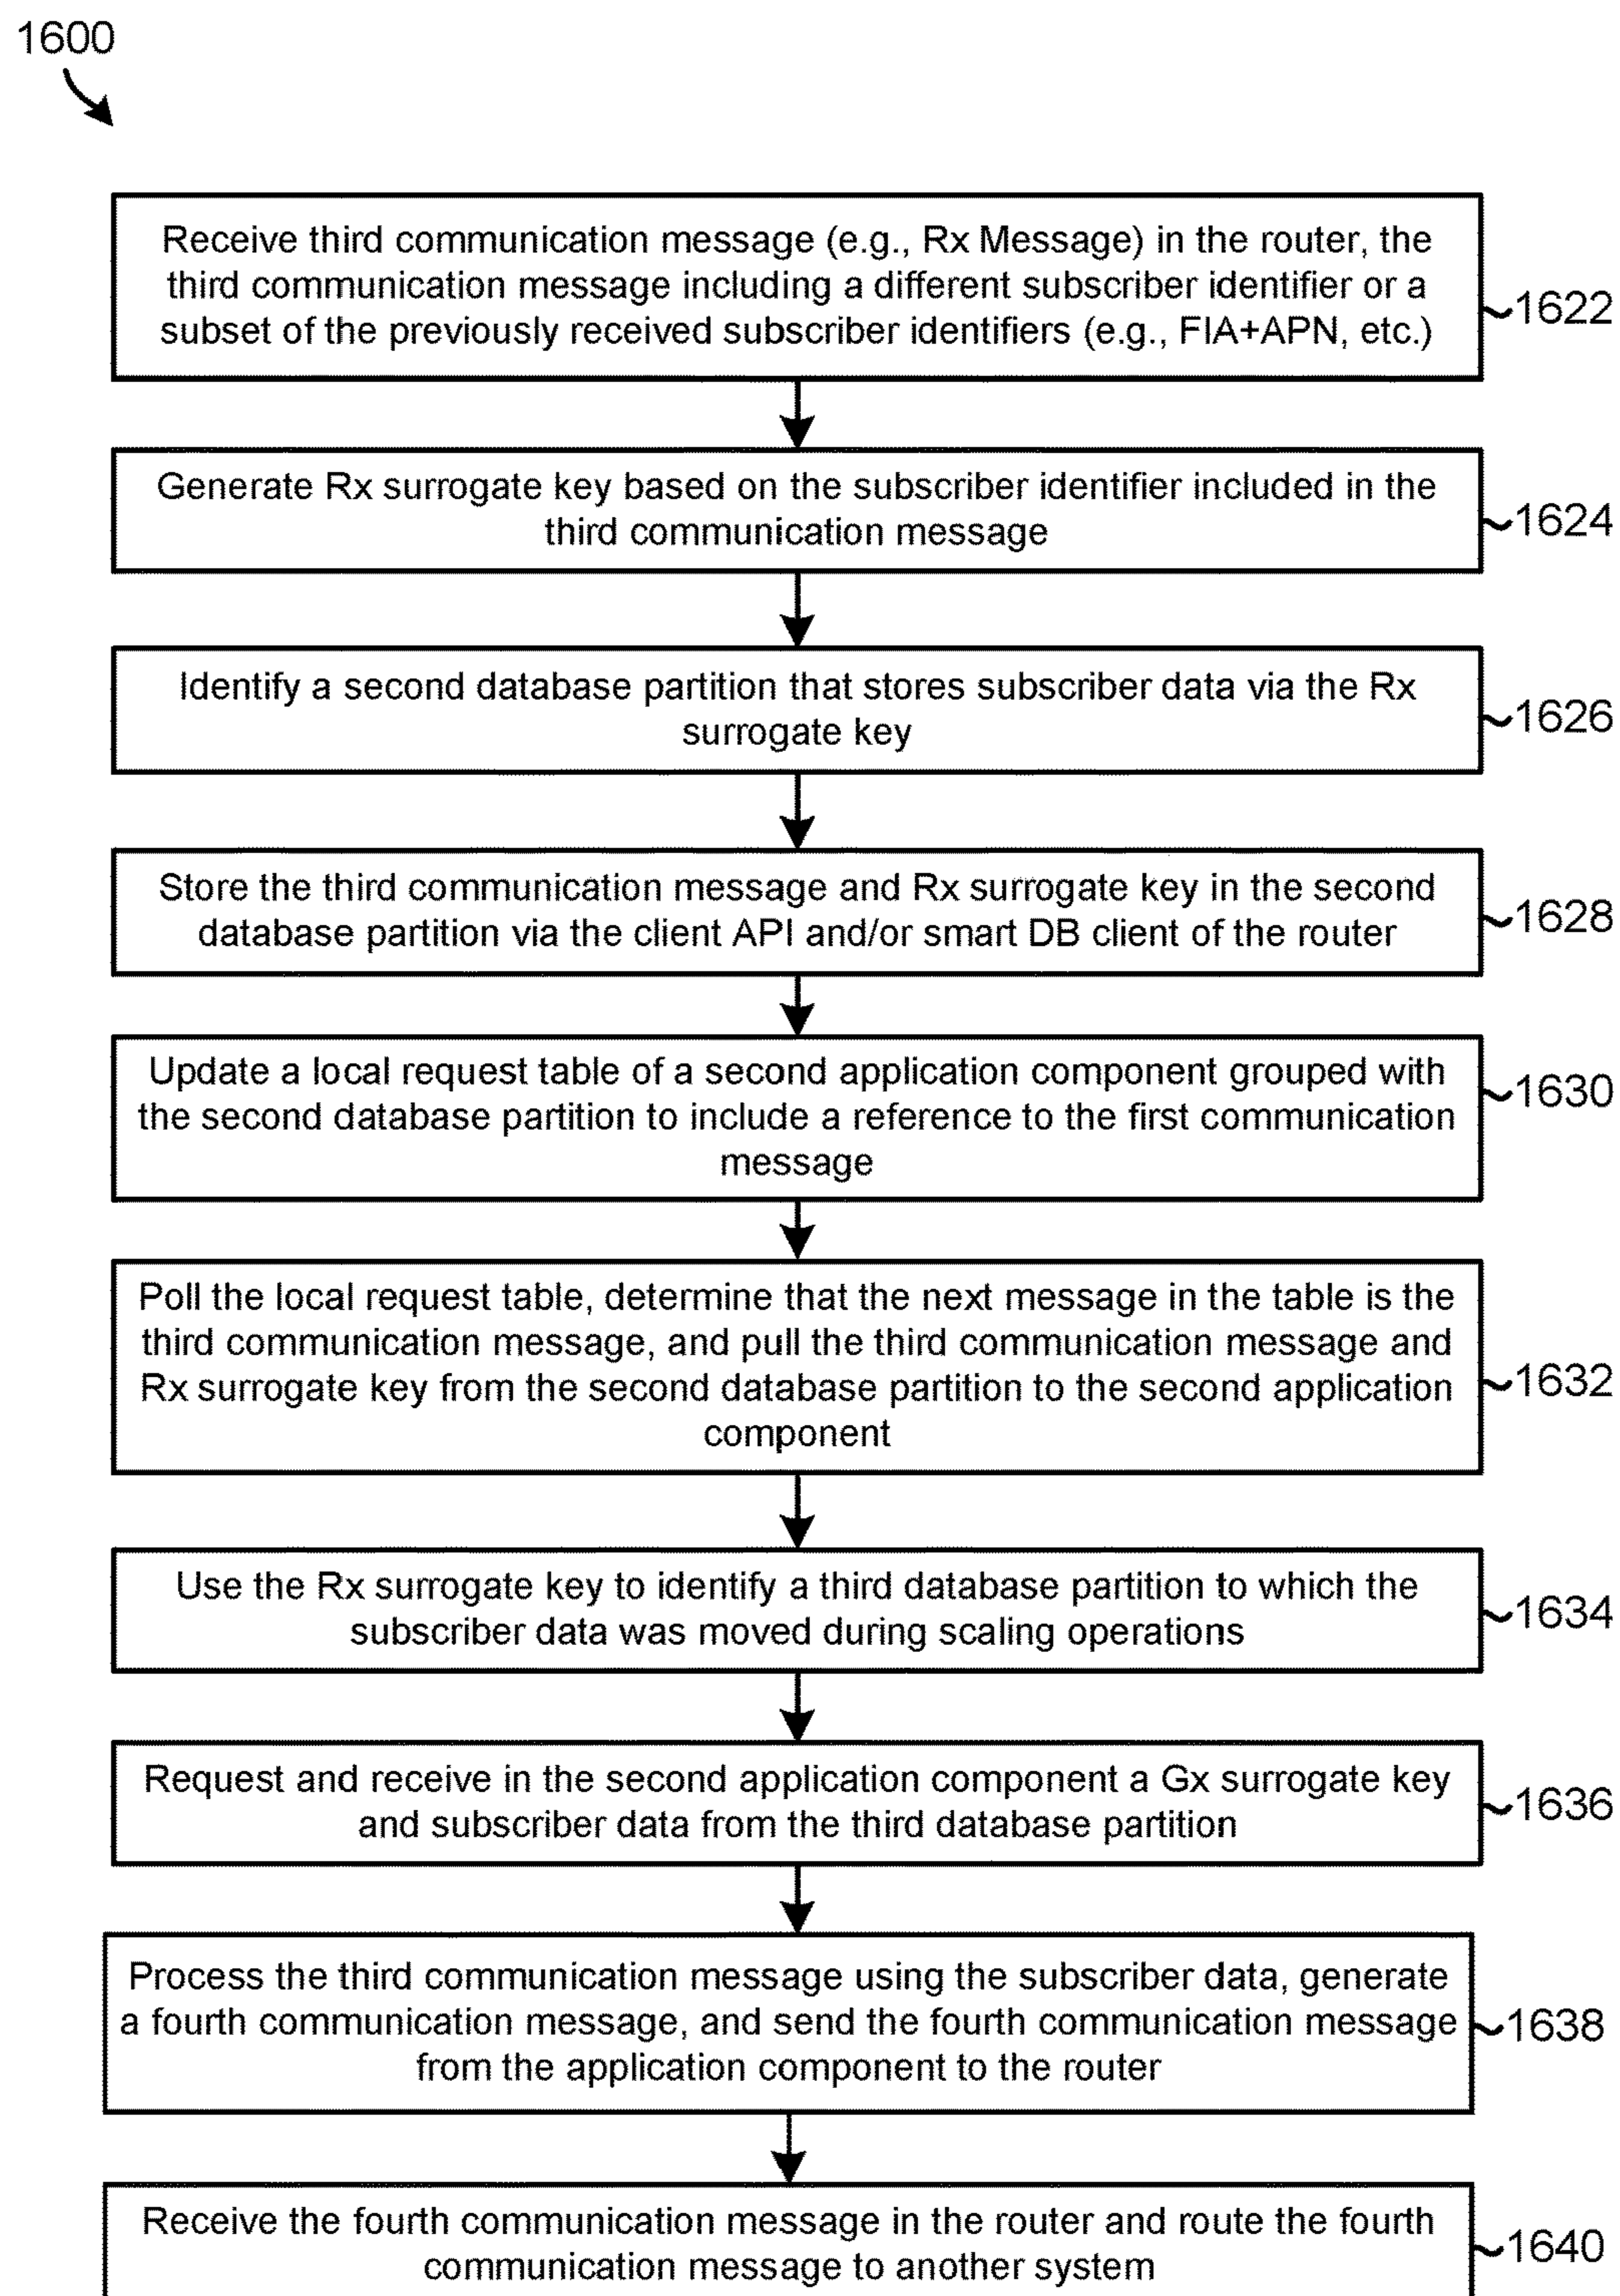 1600
Receive third communication message (e.g., Rx Message) in the router, the
third communication message including a different subscriber identifier or a
subset of the previously received subscriber identifiers (e.g., FIA+APN, etc.)
1622
Generate Rx surrogate key based on the subscriber identifier included in the
third communication message
1624
Identify a second database partition that stores subscriber data via the Rx
surrogate key
1626
Store the third communication message and Rx surrogate key in the second
database partition via the client API and/or smart DB client of the router
1628
Update a local request table of a second application component grouped with
the second database partition to include a reference to the first communication
message
1630
Poll the local request table, determine that the next message in the table is the
third communication message, and pull the third communication message and
Rx surrogate key from the second database partition to the second application
component
1632
Use the Rx surrogate key to identify a third database partition to which the
subscriber data was moved during scaling operations
1634
Request and receive in the second application component a Gx surrogate key
and subscriber data from the third database partition
1636
Process the third communication message using the subscriber data, generate
a fourth communication message, and send the fourth communication message
from the application component to the router
1638
Receive the fourth communication message in the router and route the fourth
communication message to another system
1640